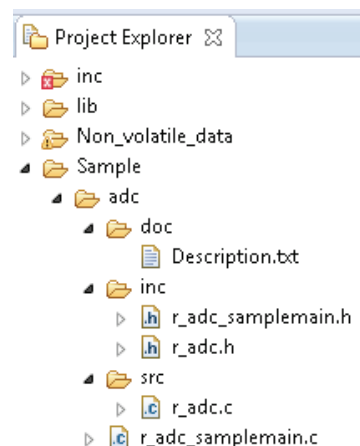 Project Explorer
inc
lib
Non_volatile_data
Sample
adc
doc
Description.txt
inc
.h r_adc_samplemain.h
.h r_adc.h
src
.c r_adc.c
.c r_adc_samplemain.c